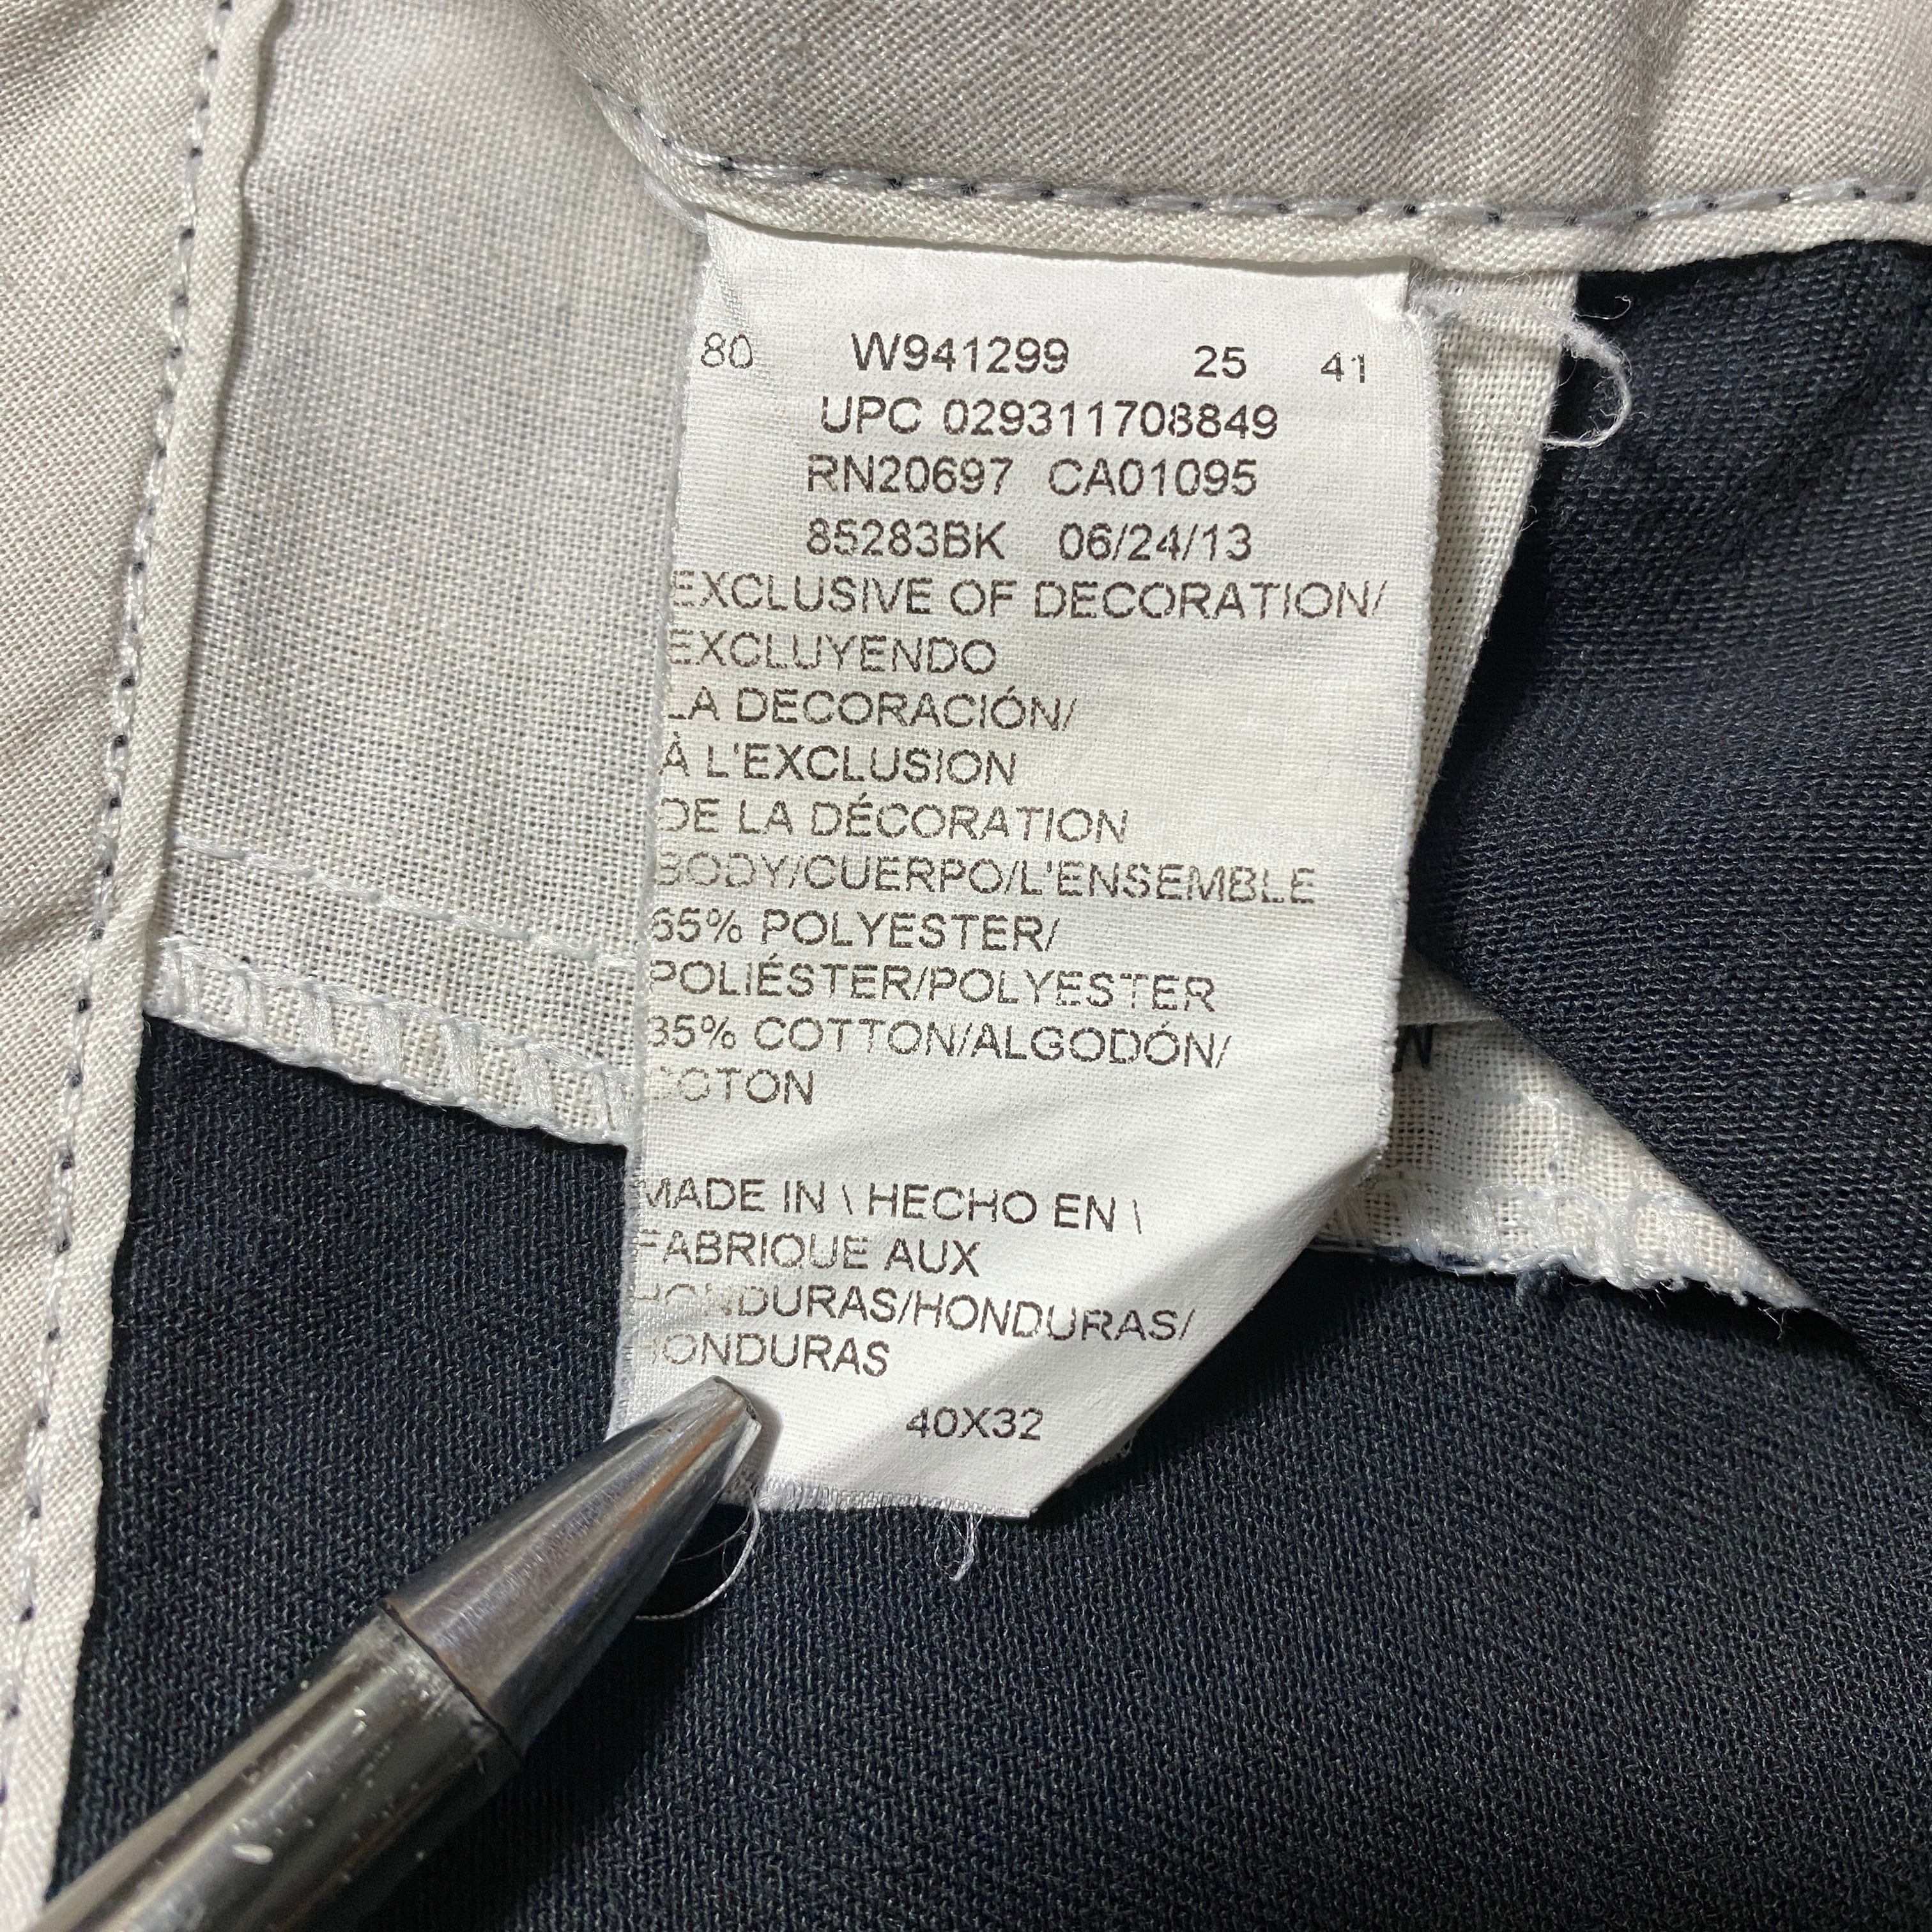 80 W941299 25 41
UPC 029311708849
RN20697 CA01095
85283BK 06/24/13
EXCLUSIVE OF DECORATION/
EXCLUYENDO
LA DECORACIÓN/
À L'EXCLUSION
DE LA DÉCORATION
BODY/CUERPO/L'ENSEMBLE
65% POLYESTER/
POLIÉSTER/POLYESTER
35% COTTON/ALGODÓN/
COTON
MADE IN \ HECHO EN \
FABRIQUE AUX
HONDURAS/HONDURAS/
HONDURAS
40X32